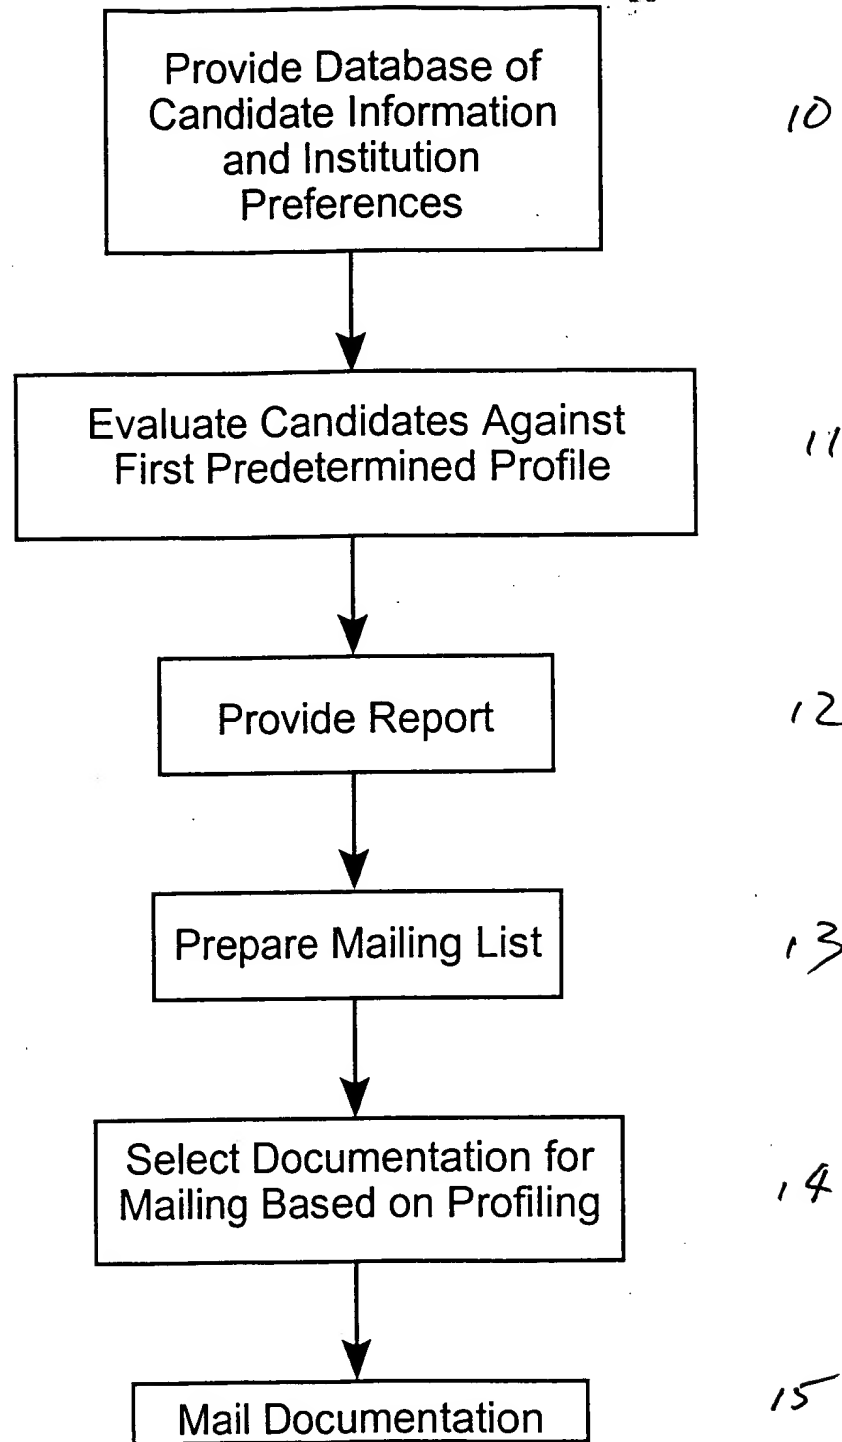 Provide Database of
Candidate Information
and Institution
Preferences
10
Evaluate Candidates Against
First Predetermined Profile
11
Provide Report
12
Prepare Mailing List
13
Select Documentation for
Mailing Based on Profiling
14
Mail Documentation
15